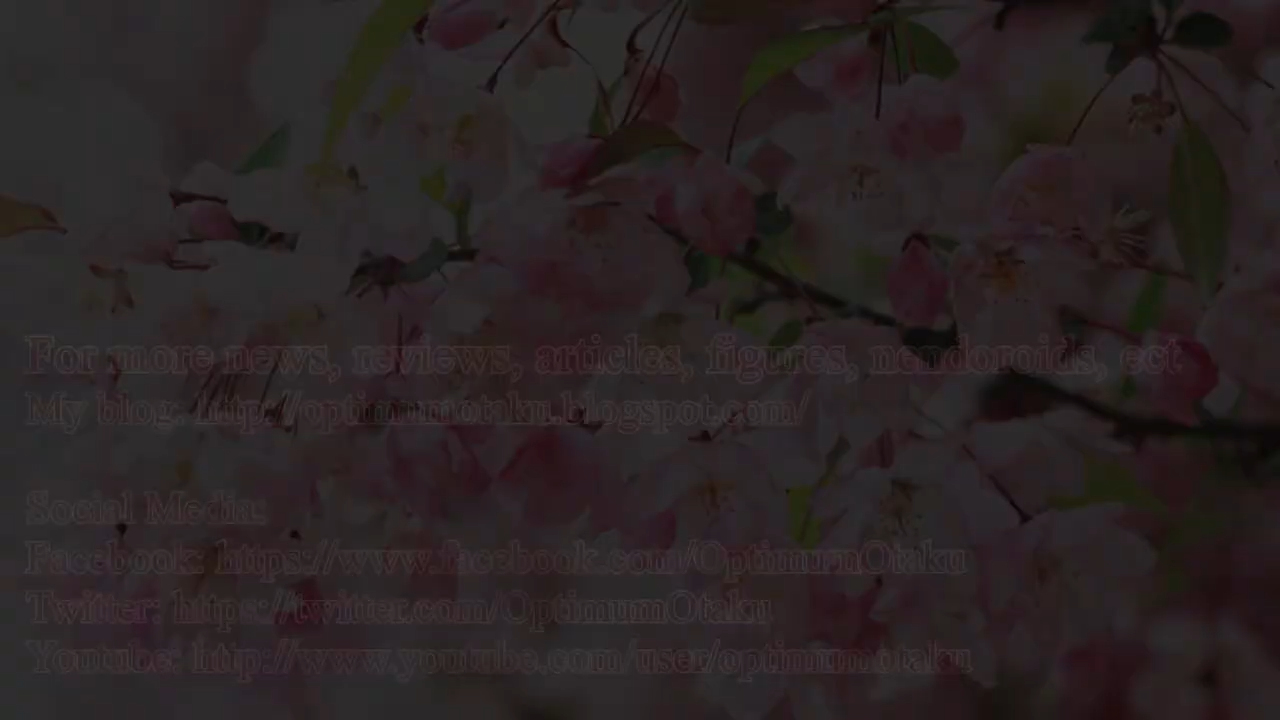 For more news, reviews, articles, figures, nendoroids, ect
My blog: http://optimumotaku.blogspot.com/
Social Media:
Facebook: https://www.facebook.com/OptimumOtaku
Twitter: https://twitter.com/OptimumOtaku
Youtube: http://www.youtube.com/user/optimumotaku